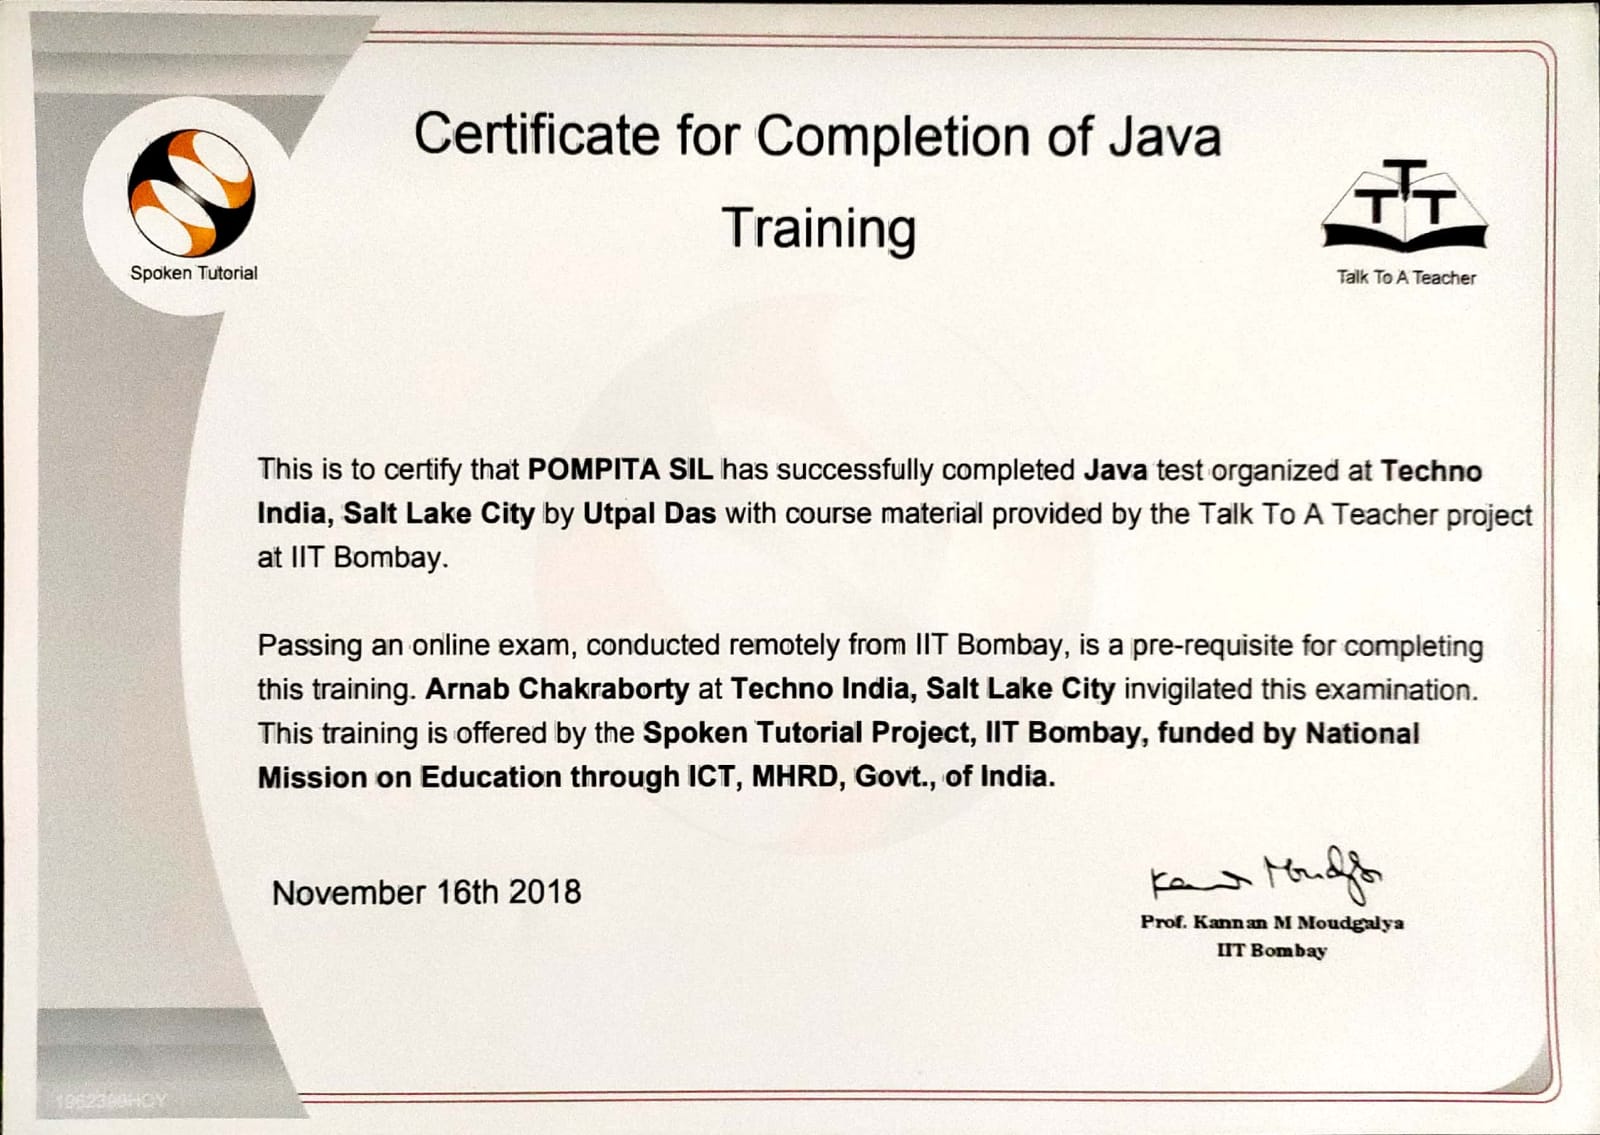 Certificate for Completion of Java
Training
Spoken Tutorial
T
T T
Talk To A Teacher
This is to certify that POMPITA SIL has successfully completed Java test organized at Techno
India, Salt Lake City by Utpal Das with course material provided by the Talk To A Teacher project
at IIT Bombay.
Passing an online exam, conducted remotely from IIT Bombay, is a pre-requisite for completing
this training. Arnab Chakraborty at Techno India, Salt Lake City invigilated this examination.
This training is offered by the Spoken Tutorial Project, IIT Bombay, funded by National
Mission on Education through ICT, MHRD, Govt., of India.
November 16th 2018
Prof. Kannan M Moudgalya
IIT Bombay